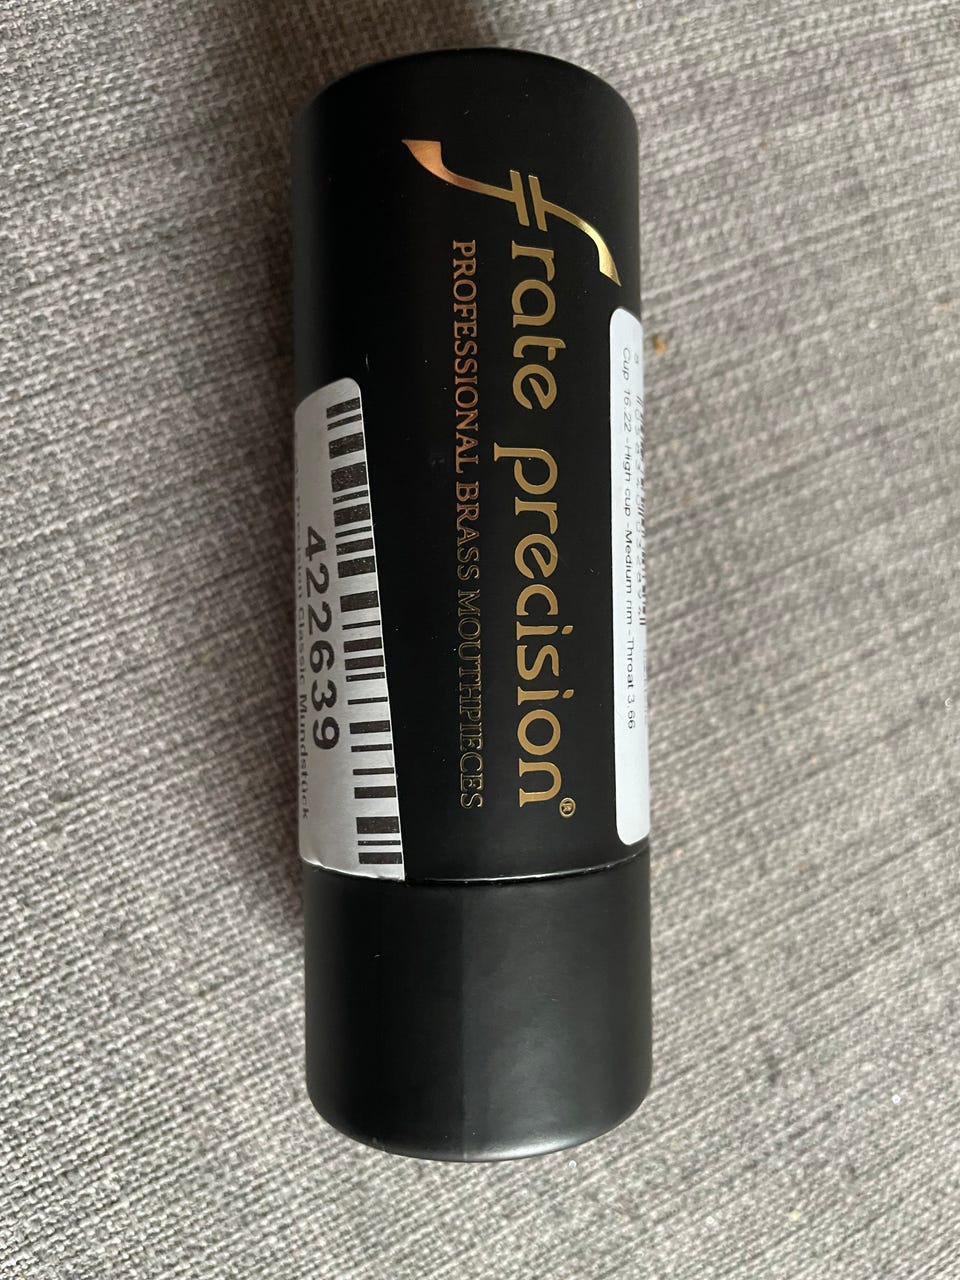 frate precision®
PROFESSIONAL BRASS MOUTHPIECES
Cup 16.22 - High cup - Medium rim - Throat 3.66
422639
Classic Mundstück